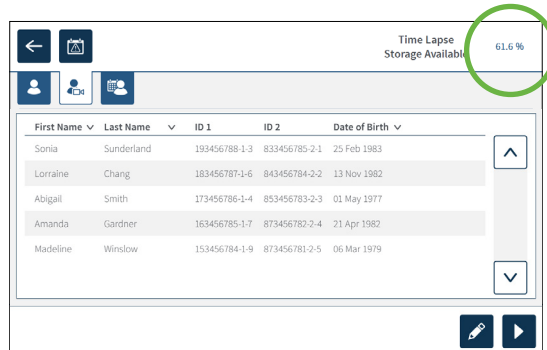 Time Lapse
Storage Available
61.6 %
First Name Last Name ID 1 ID 2 Date of Birth
Sonia Sunderland 193456788-1-3 833456785-2-1 25 Feb 1983
Lorraine Chang 183456787-1-6 843456784-2-2 13 Nov 1982
Abigail Smith 173456786-1-4 853456783-2-3 01 May 1977
Amanda Gardner 163456785-1-7 873456782-2-4 21 Apr 1982
Madeline Winslow 153456784-1-9 873456781-2-5 06 Mar 1979